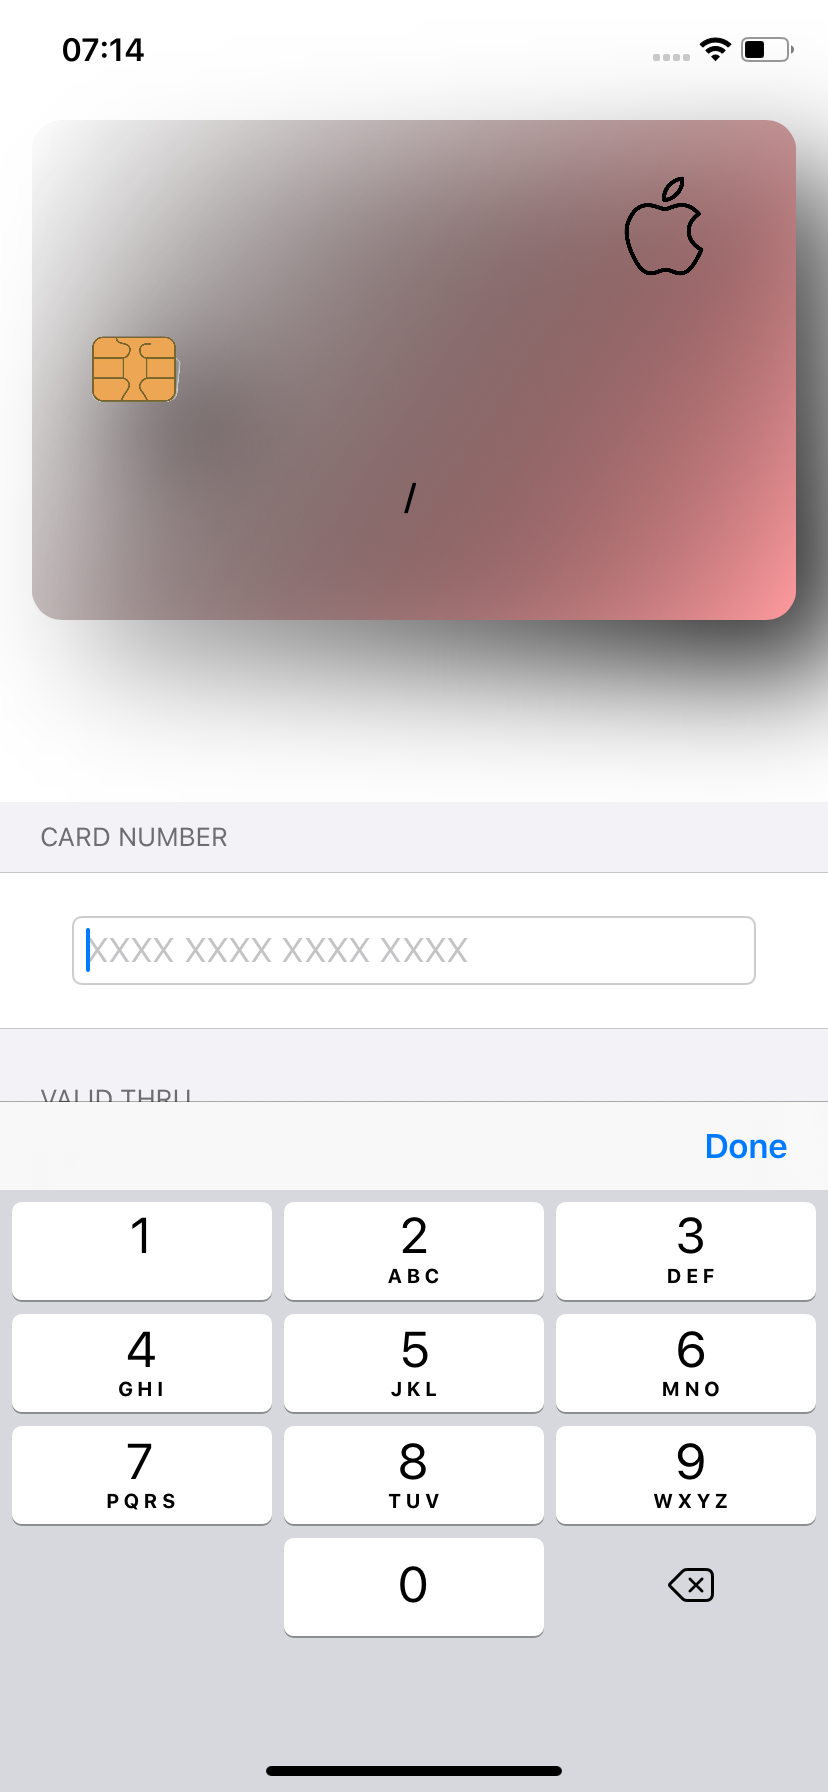 07:14
/
CARD NUMBER
XXXX XXXX XXXX XXXX
VALID THRU
Done
1
2
ABC
3
DEF
4
GHI
5
JKL
6
MNO
7
PQRS
8
TUV
9
WXYZ
0